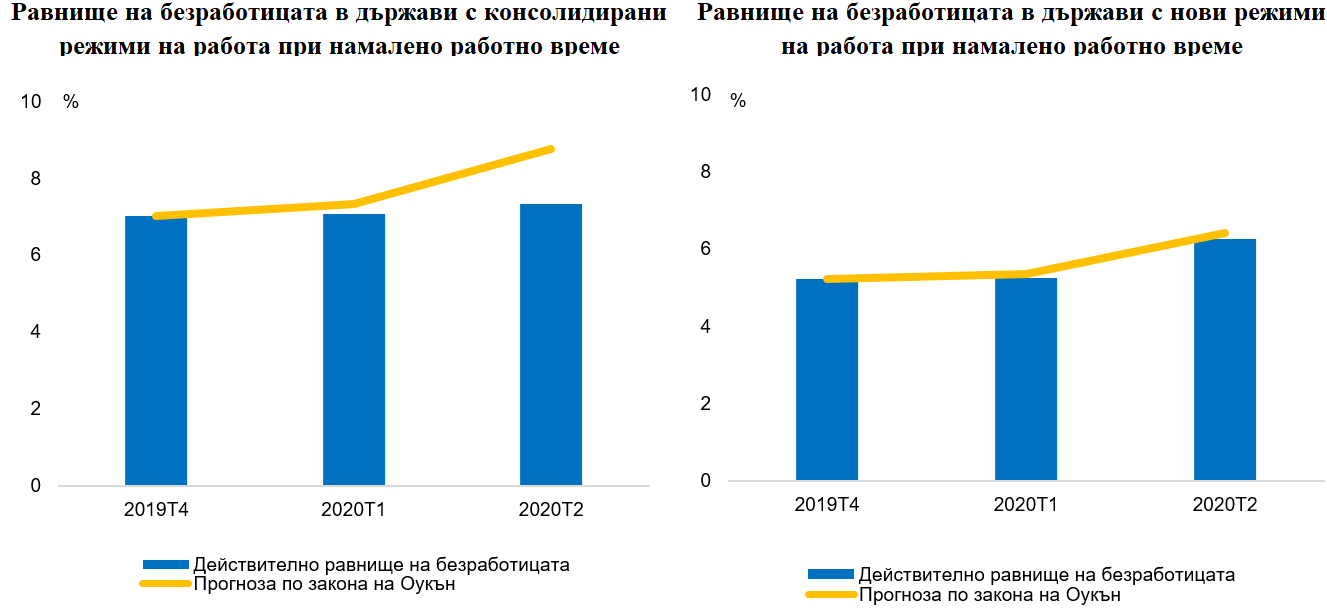 Равнище на безработицата в държави с консолидирани
режими на работа при намалено работно време
10 %
8
6
4
2
0
2019T4 2020T1 2020T2
Действително равнище на безработицата
Прогноза по закона на Оукън
Равнище на безработицата в държави с нови режими
на работа при намалено работно време
10 %
8
6
4
2
0
2019T4 2020T1 2020T2
Действително равнище на безработицата
Прогноза по закона на Оукън